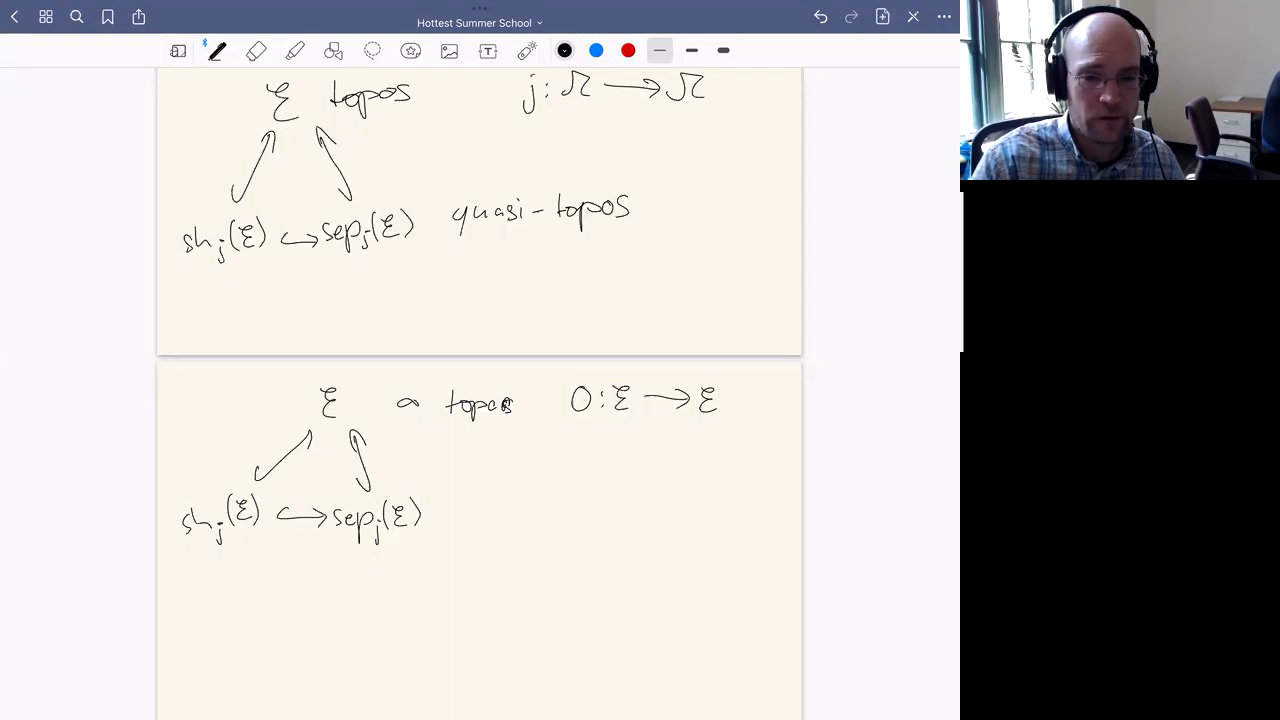 Hottest Summer School
ℰ topos j : Ω → Ω
sh_j(ℰ) ↪ sep_j(ℰ) quasi-topos
ℰ a topos O : ℰ → ℰ
sh_j(ℰ) ↪ sep_j(ℰ)